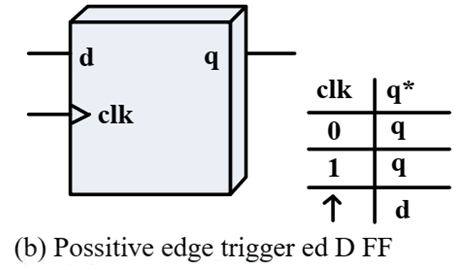 d q
clk
clk q*
0 q
1 q
↑ d
(b) Possitive edge trigger ed D FF